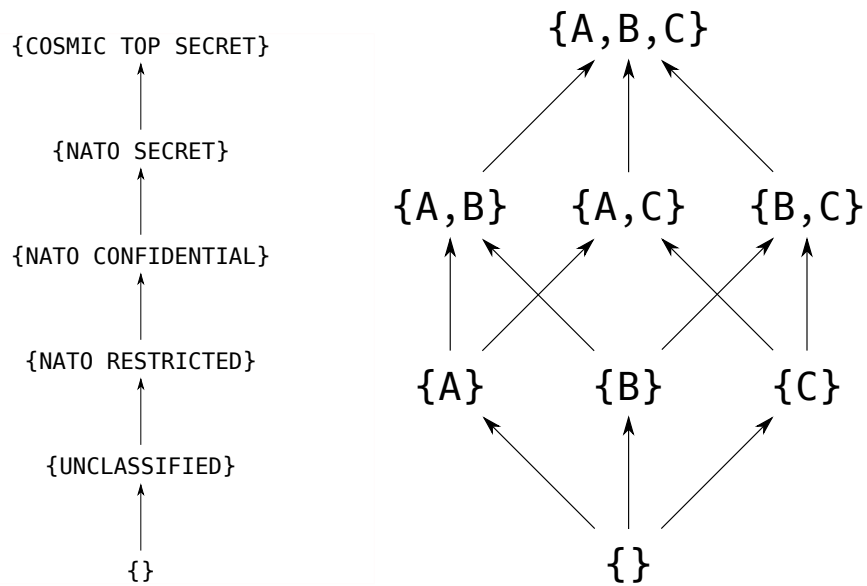 {COSMIC TOP SECRET}
{NATO SECRET}
{NATO CONFIDENTIAL}
{NATO RESTRICTED}
{UNCLASSIFIED}
{}
{A,B,C}
{A,B} {A,C} {B,C}
{A} {B} {C}
{}